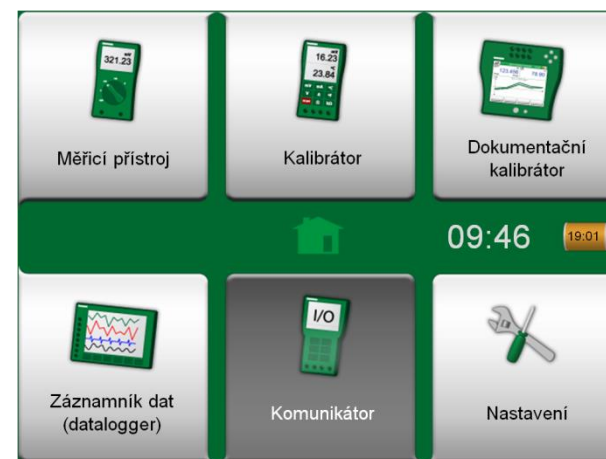 321.23
16.23
23.84
Měřicí přístroj
Kalibrátor
Dokumentační
kalibrátor
09:46
19:01
I/O
Záznamník dat
(datalogger)
Komunikátor
Nastavení